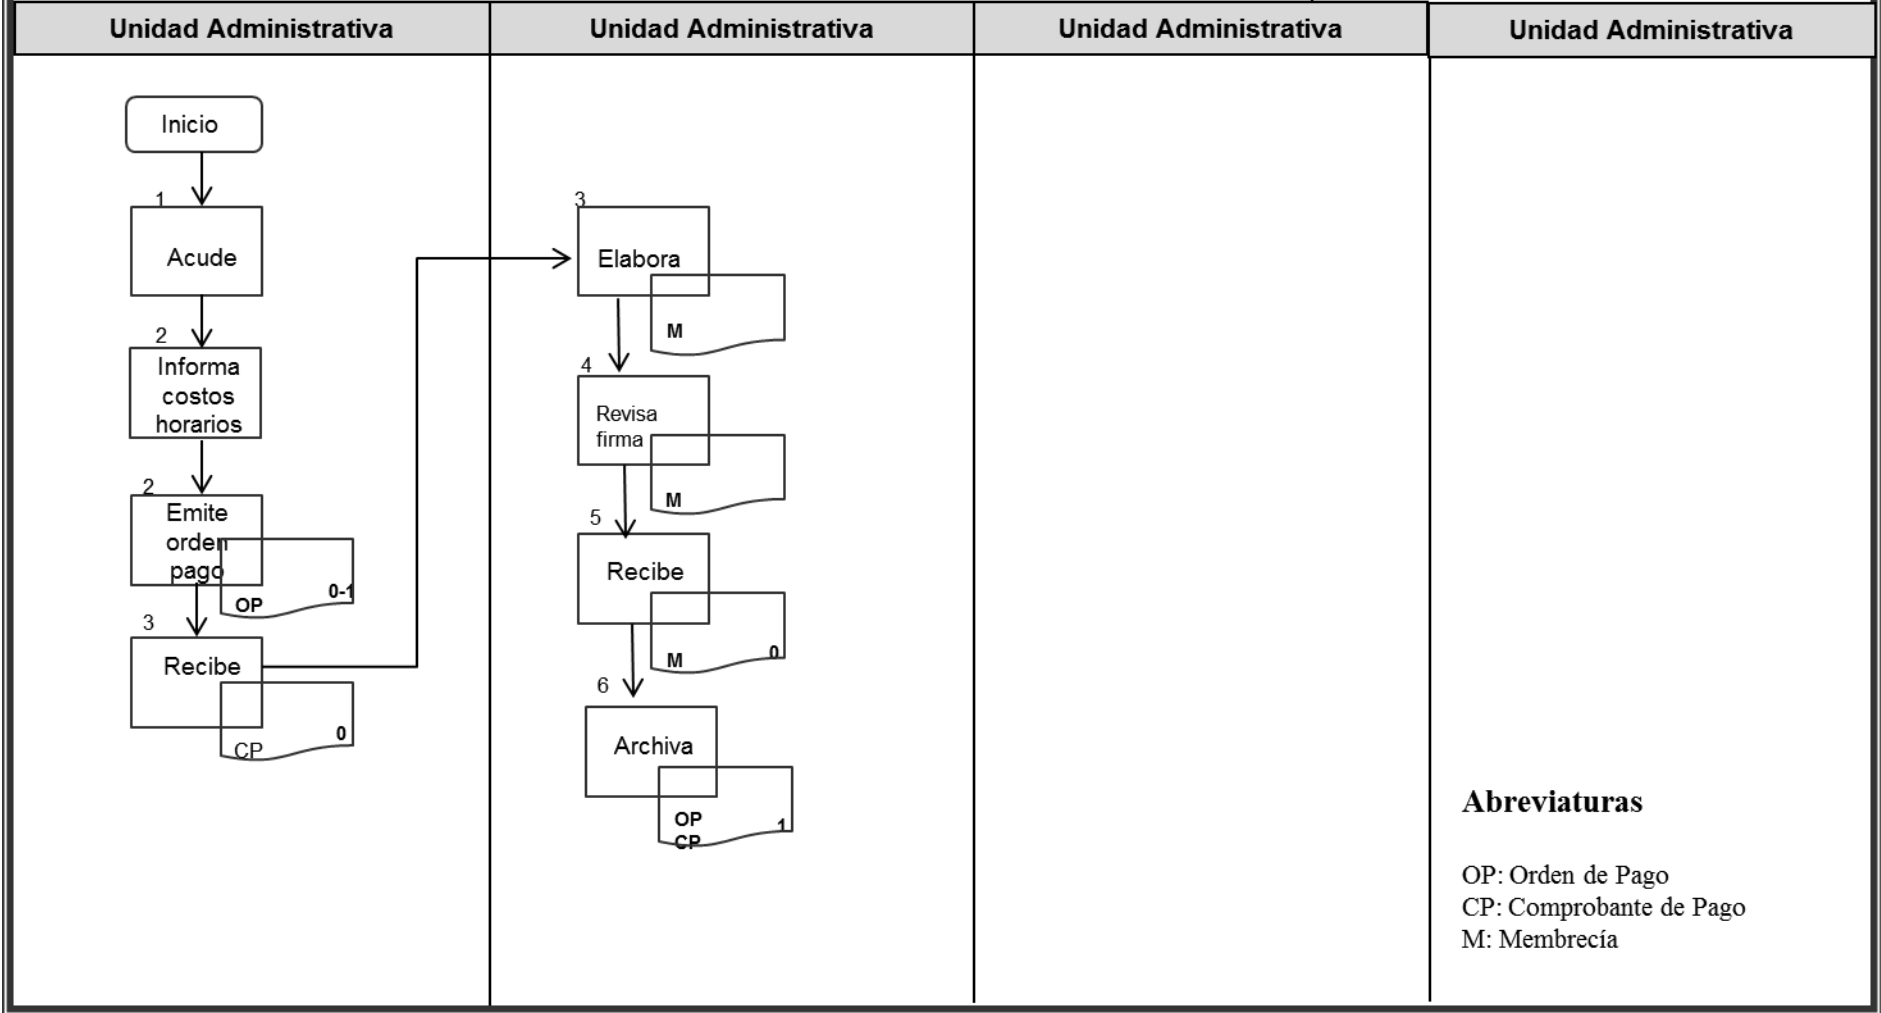 Unidad Administrativa
Unidad Administrativa
Unidad Administrativa
Unidad Administrativa
Inicio
1
Acude
2
Informa
costos
horarios
2
Emite
orden
pago
OP
0-1
3
Recibe
CP
0
3
Elabora
M
4
Revisa
firma
M
5
Recibe
M
0
6
Archiva
OP
CP
1
Abreviaturas
OP: Orden de Pago
CP: Comprobante de Pago
M: Membrecía